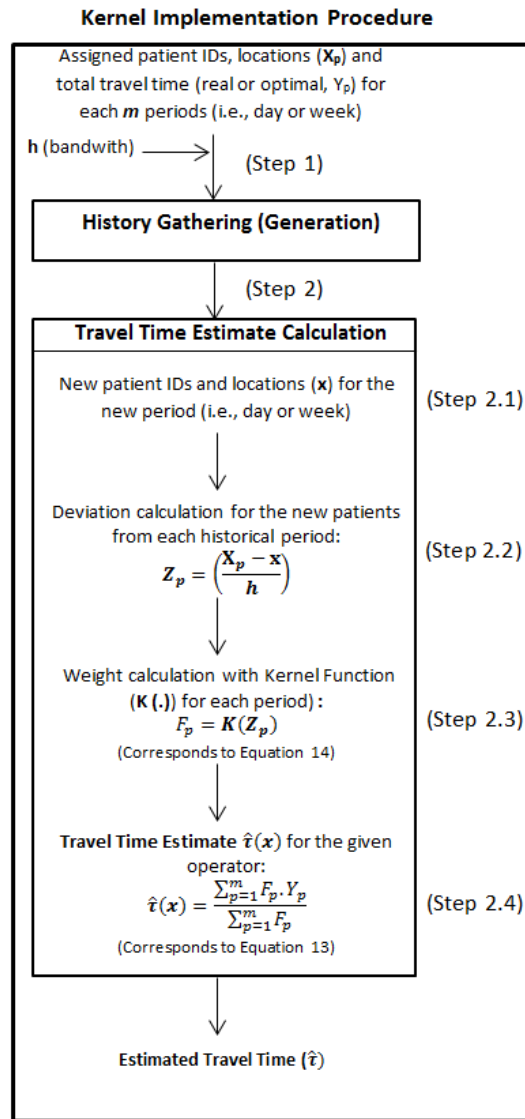 Kernel Implementation Procedure
Assigned patient IDs, locations (Xₚ) and
total travel time (real or optimal, Yₚ) for
each m periods (i.e., day or week)
h (bandwith)
(Step 1)
History Gathering (Generation)
(Step 2)
Travel Time Estimate Calculation
New patient IDs and locations (x) for the
new period (i.e., day or week)
(Step 2.1)
Deviation calculation for the new patients
from each historical period:
Zₚ = ((Xₚ − x)/h)
(Step 2.2)
Weight calculation with Kernel Function
(K (.)) for each period) :
Fₚ = K(Zₚ)
(Corresponds to Equation 14)
(Step 2.3)
Travel Time Estimate τ̂(x) for the given
operator:
τ̂(x) = (∑ᵐₚ₌₁ Fₚ. Yₚ)/(∑ᵐₚ₌₁ Fₚ)
(Corresponds to Equation 13)
(Step 2.4)
Estimated Travel Time (τ̂)